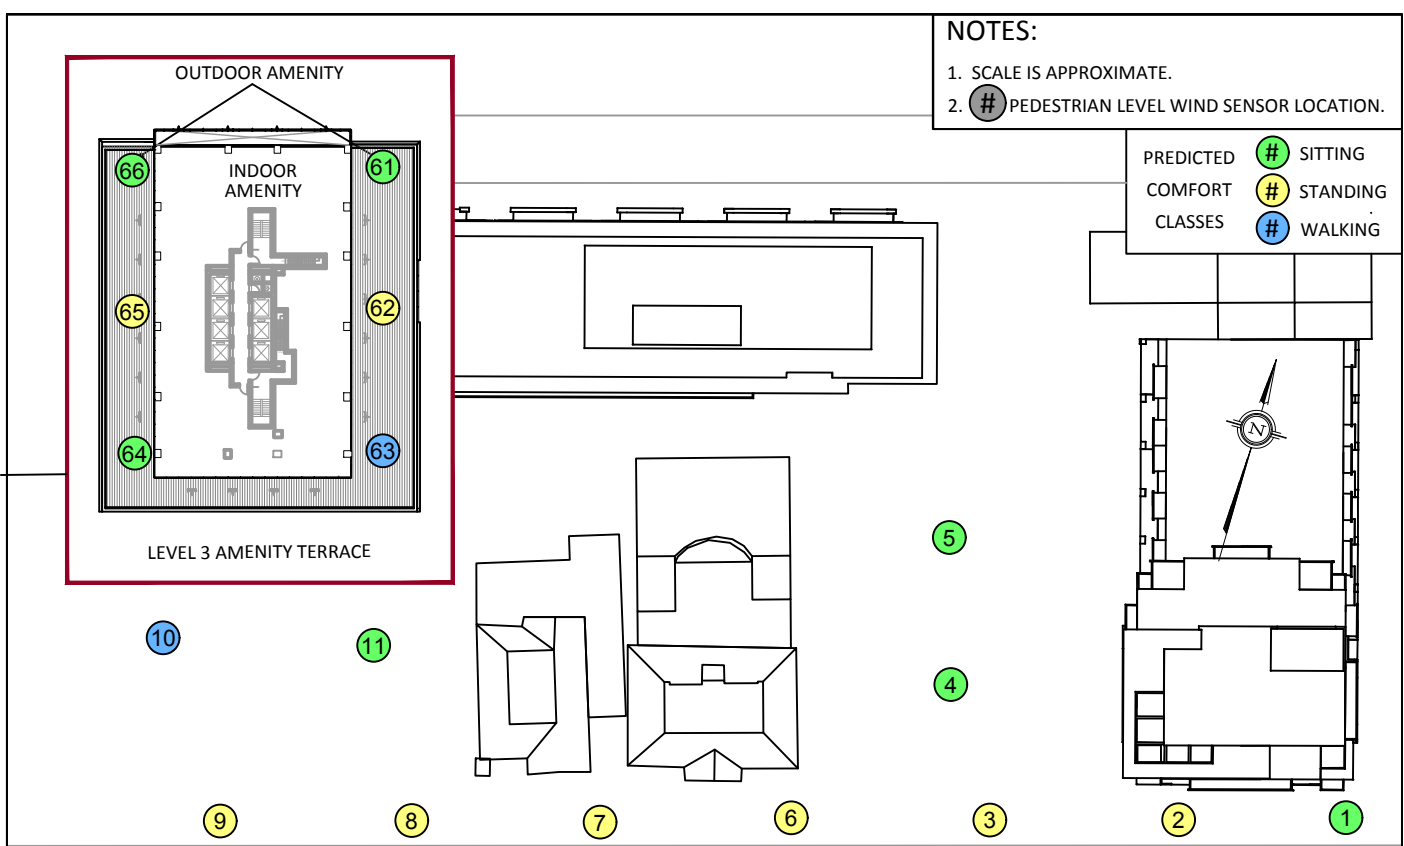 NOTES:
1. SCALE IS APPROXIMATE.
2. # PEDESTRIAN LEVEL WIND SENSOR LOCATION.
PREDICTED
COMFORT
CLASSES
# SITTING
# STANDING
# WALKING
OUTDOOR AMENITY
66
61
INDOOR
AMENITY
65
62
64
63
LEVEL 3 AMENITY TERRACE
N
5
10
11
4
9
8
7
6
3
2
1